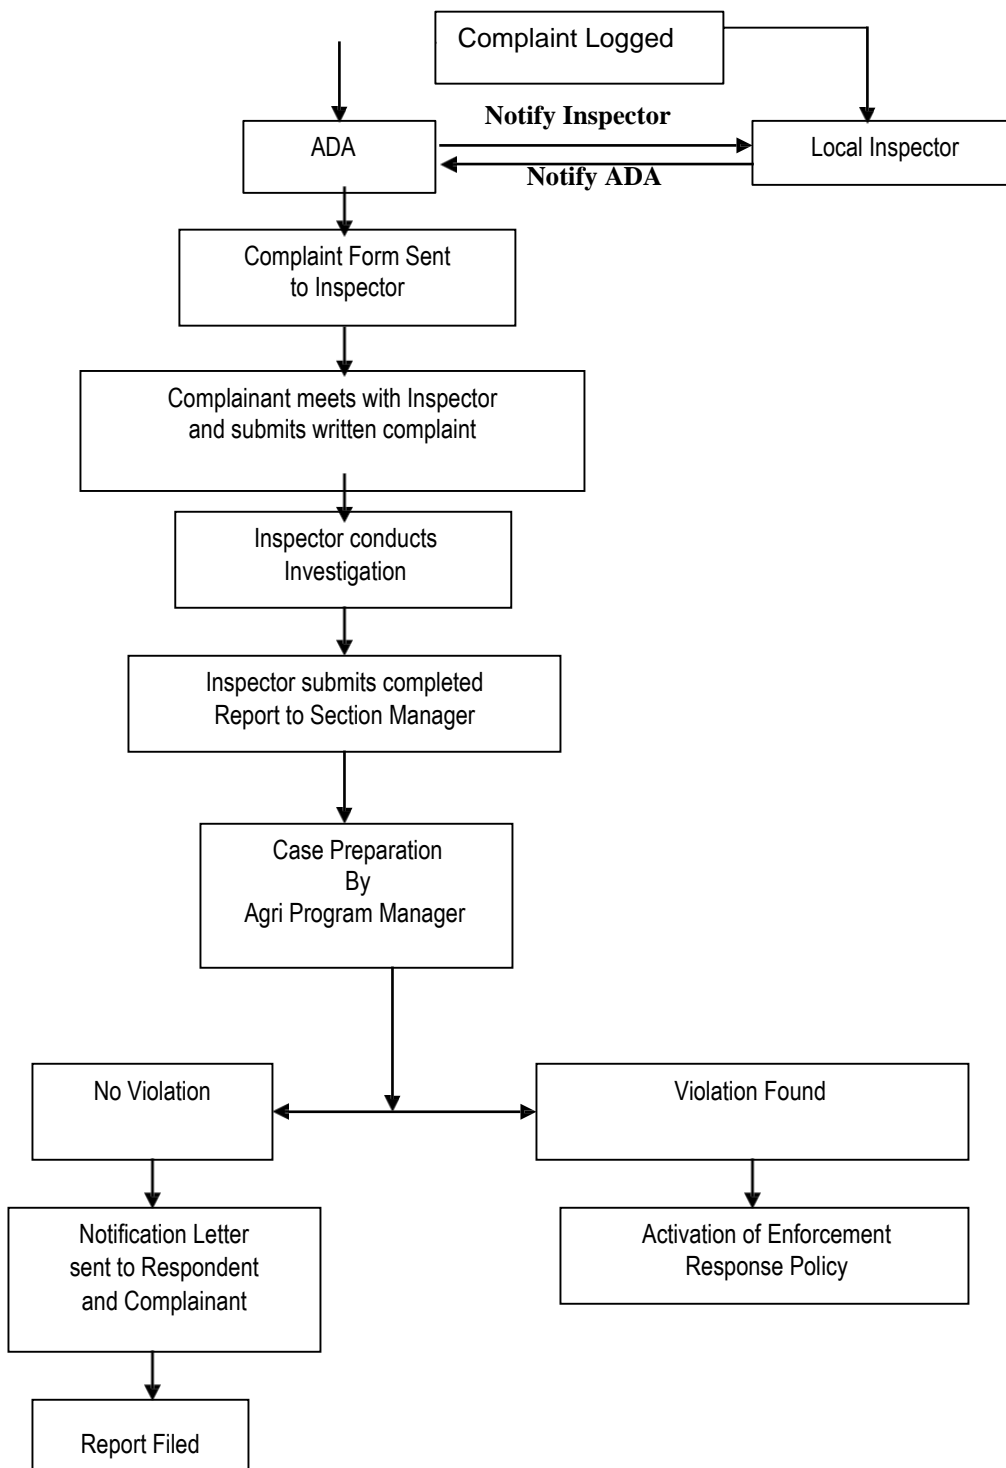 Complaint Logged
Notify Inspector
ADA
Local Inspector
Notify ADA
Complaint Form Sent
to Inspector
Complainant meets with Inspector
and submits written complaint
Inspector conducts
Investigation
Inspector submits completed
Report to Section Manager
Case Preparation
By
Agri Program Manager
No Violation
Violation Found
Notification Letter
sent to Respondent
and Complainant
Activation of Enforcement
Response Policy
Report Filed